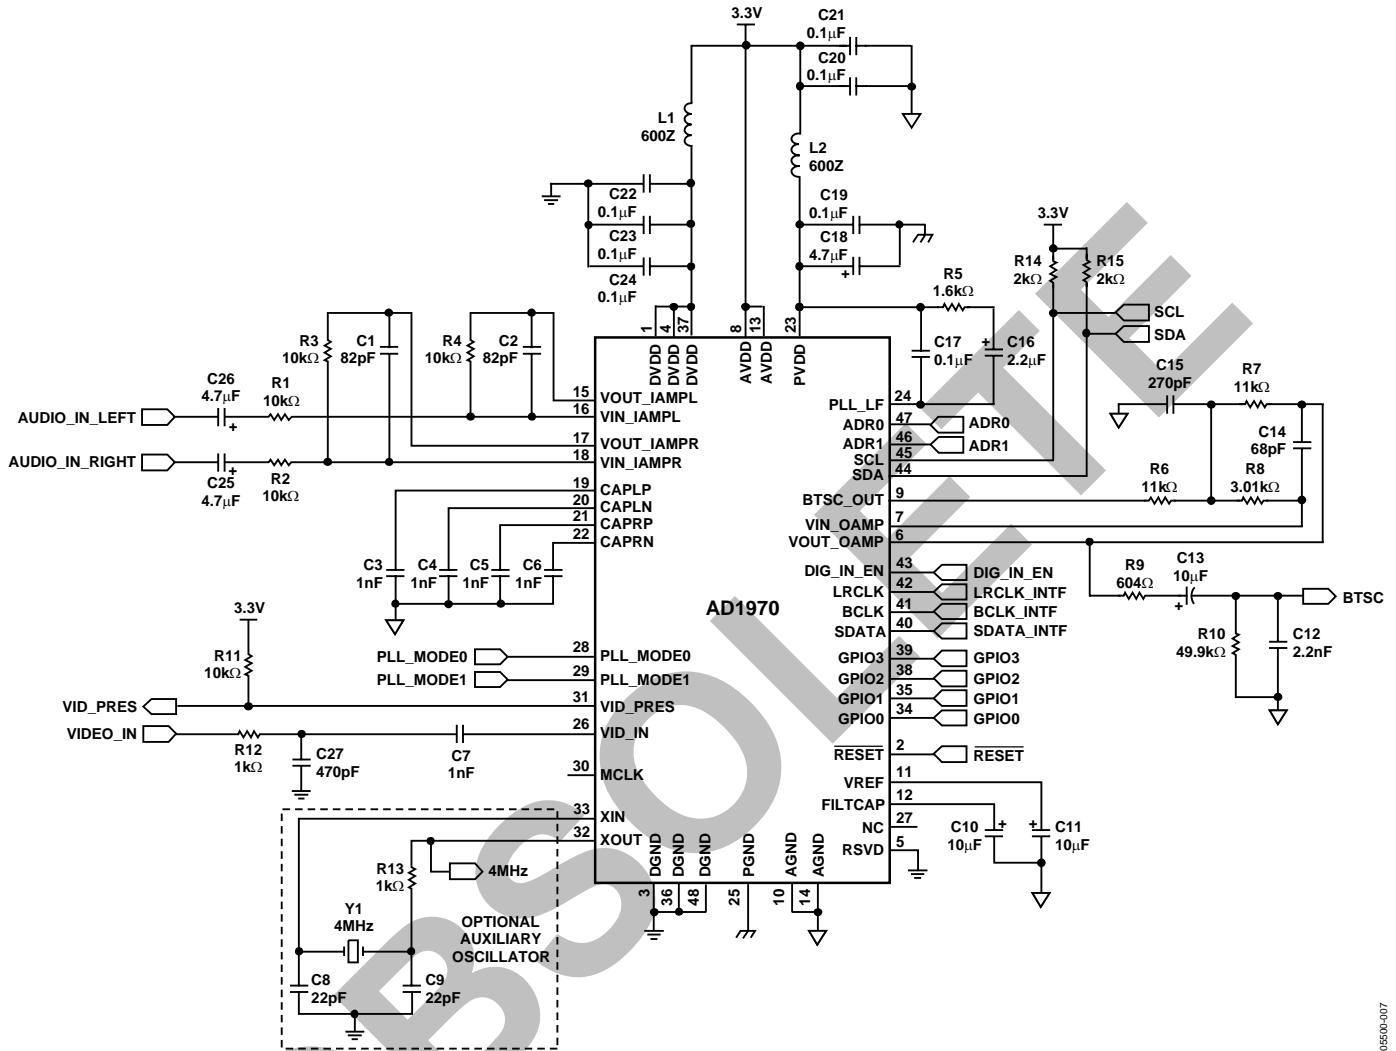 3.3V
C21
0.1μF
C20
0.1μF
L1
600Z
L2
600Z
C22
0.1μF
C23
0.1μF
C24
0.1μF
C19
0.1μF
C18
4.7μF
+
3.3V
R14
2kΩ
R15
2kΩ
SCL
SDA
R5
1.6kΩ
C17
0.1μF
+
C16
2.2μF
R3
10kΩ
C1
82pF
R4
10kΩ
C2
82pF
C26
4.7μF
+
R1
10kΩ
AUDIO_IN_LEFT
AUDIO_IN_RIGHT
+
C25
4.7μF
R2
10kΩ
1
4
37
8
13
23
DVDD
DVDD
DVDD
AVDD
AVDD
PVDD
15 VOUT_IAMPL
16 VIN_IAMPL
17 VOUT_IAMPR
18 VIN_IAMPR
19 CAPLP
20 CAPLN
21 CAPRP
22 CAPRN
C3
1nF
C4
1nF
C5
1nF
C6
1nF
3.3V
R11
10kΩ
PLL_MODE0 28 PLL_MODE0
PLL_MODE1 29 PLL_MODE1
VID_PRES 31 VID_PRES
VIDEO_IN 26 VID_IN
R12
1kΩ
C27
470pF
C7
1nF
30 MCLK
33 XIN
32 XOUT
R13
1kΩ
4MHz
Y1
4MHz
OPTIONAL
AUXILIARY
OSCILLATOR
C8
22pF
C9
22pF
AD1970
PLL_LF 24
ADR0 47 ADR0
ADR1 46 ADR1
SCL 45
SDA 44
BTSC_OUT 9
VIN_OAMP 7
VOUT_OAMP 6
DIG_IN_EN 43 DIG_IN_EN
LRCLK 42 LRCLK_INTF
BCLK 41 BCLK_INTF
SDATA 40 SDATA_INTF
GPIO3 39 GPIO3
GPIO2 38 GPIO2
GPIO1 35 GPIO1
GPIO0 34 GPIO0
RESET 2 RESET
VREF 11
FILTCAP 12
NC 27
RSVD 5
C10
10μF
+
+
C11
10μF
C15
270pF
R7
11kΩ
C14
68pF
R6
11kΩ
R8
3.01kΩ
R9
604Ω
C13
10μF
+
BTSC
R10
49.9kΩ
C12
2.2nF
DGND
DGND
DGND
PGND
AGND
AGND
3
36
48
25
10
14
OBSOLETE
05500-007